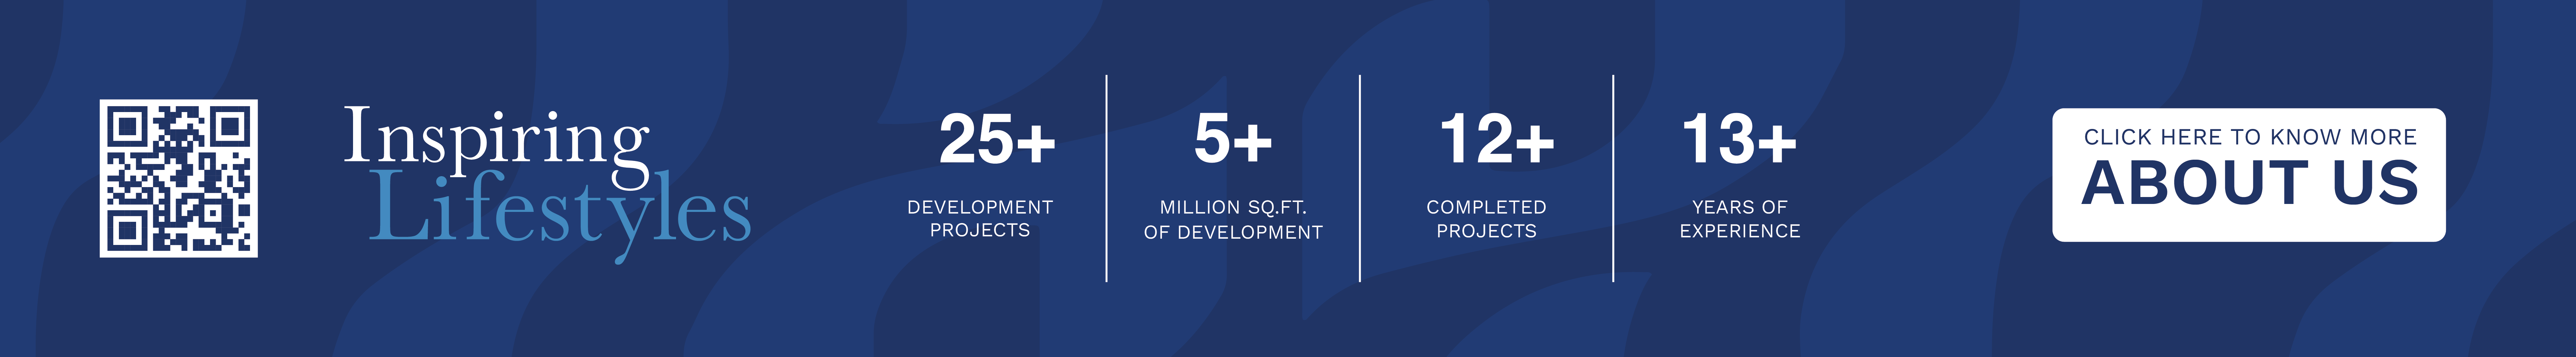 Inspiring
Lifestyles
25+
DEVELOPMENT
PROJECTS
5+
MILLION SQ.FT.
OF DEVELOPMENT
12+
COMPLETED
PROJECTS
13+
YEARS OF
EXPERIENCE
CLICK HERE TO KNOW MORE
ABOUT US